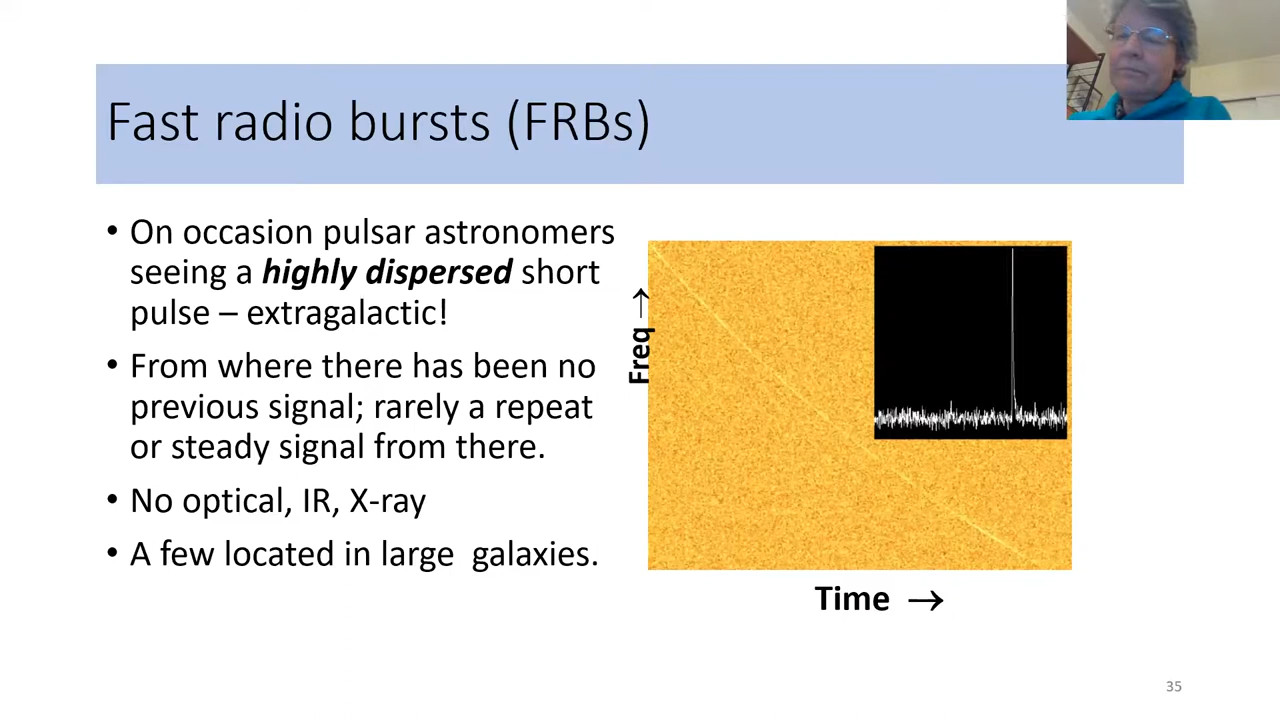 Fast radio bursts (FRBs)
• On occasion pulsar astronomers
seeing a highly dispersed short
pulse – extragalactic!
• From where there has been no
previous signal; rarely a repeat
or steady signal from there.
• No optical, IR, X-ray
• A few located in large  galaxies.
Freq →
Time →
35